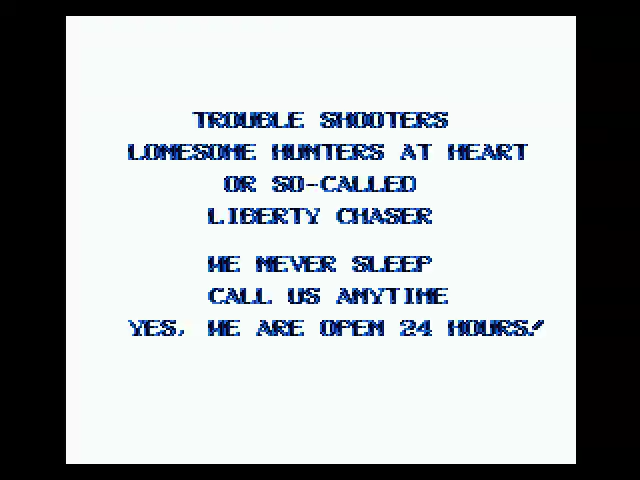 TROUBLE SHOOTERS
LONESOME HUNTERS AT HEART
OR SO-CALLED
LIBERTY CHASER
WE NEVER SLEEP
CALL US ANYTIME
YES, WE ARE OPEN 24 HOURS!